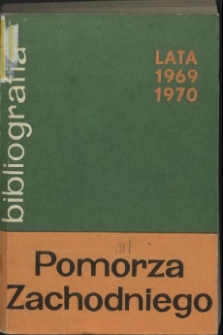 bibliografia
LATA
1969
1970
Pomorza
Zachodniego